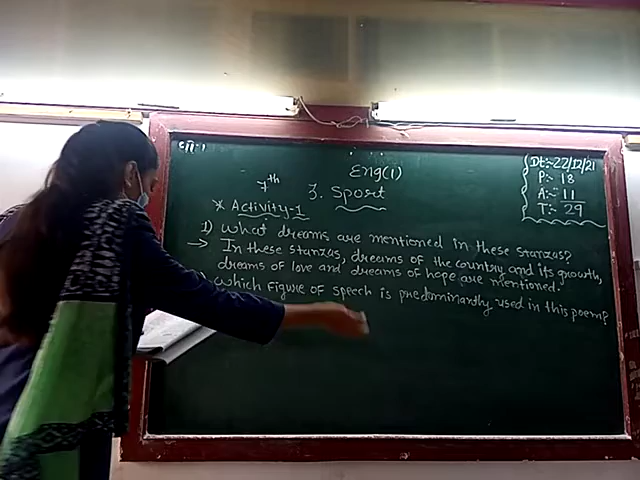 Eng(1)
7th
3. Sport
* Activity-1
Dt:-22/12/21
P:- 18
A:- 11
T:- 29
1) What dreams are mentioned in these stanzas?
→ In these stanzas, dreams of the country and its growth,
dreams of love and dreams of hope are mentioned.
) Which figure of speech is predominantly used in this poem?